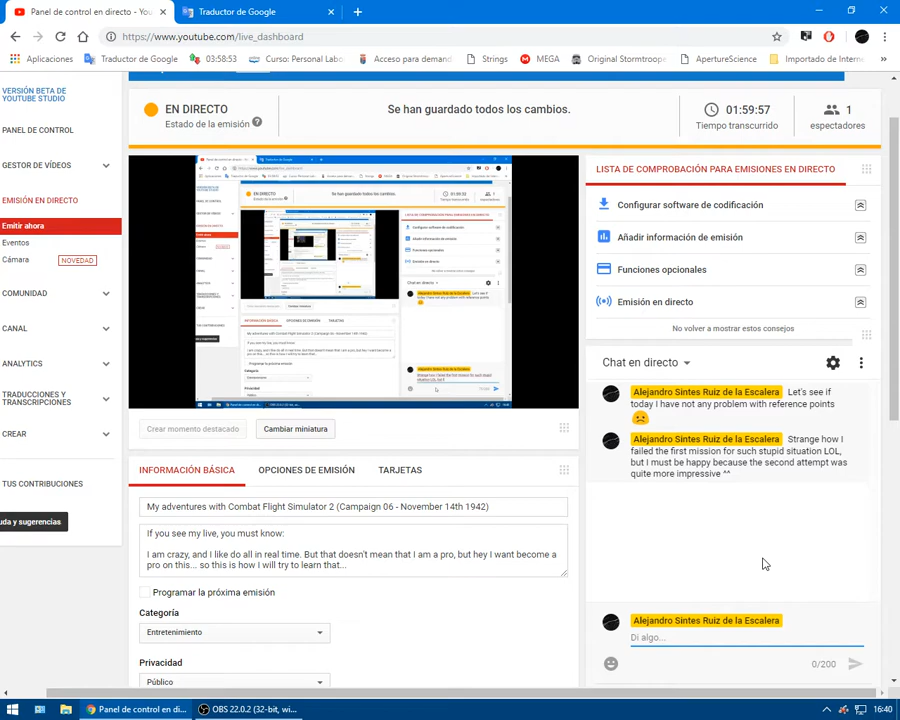 Panel de control en directo - You
Traductor de Google
https://www.youtube.com/live_dashboard
Aplicaciones
Traductor de Google
03:58:53
Curso: Personal Labo
Acceso para demand
Strings
MEGA
Original Stormtroope
ApertureScience
Importado de Intern
VERSIÓN BETA DE
YOUTUBE STUDIO
PANEL DE CONTROL
GESTOR DE VÍDEOS
EMISIÓN EN DIRECTO
Emitir ahora
Eventos
Cámara
NOVEDAD
COMUNIDAD
CANAL
ANALYTICS
TRADUCCIONES Y
TRANSCRIPCIONES
CREAR
TUS CONTRIBUCIONES
uda y sugerencias
EN DIRECTO
Estado de la emisión
Se han guardado todos los cambios.
01:59:57
Tiempo transcurrido
1
espectadores
Crear momento destacado
Cambiar miniatura
INFORMACIÓN BÁSICA
OPCIONES DE EMISIÓN
TARJETAS
My adventures with Combat Flight Simulator 2 (Campaign 06 - November 14th 1942)
If you see my live, you must know:
I am crazy, and I like do all in real time. But that doesn't mean that I am a pro, but hey I want become a
pro on this... so this is how I will try to learn that...
Programar la próxima emisión
Categoría
Entretenimiento
Privacidad
Público
LISTA DE COMPROBACIÓN PARA EMISIONES EN DIRECTO
Configurar software de codificación
Añadir información de emisión
Funciones opcionales
Emisión en directo
No volver a mostrar estos consejos
Chat en directo
Alejandro Sintes Ruiz de la Escalera Let's see if
today I have not any problem with reference points
Alejandro Sintes Ruiz de la Escalera Strange how I
failed the first mission for such stupid situation LOL,
but I must be happy because the second attempt was
quite more impressive ^^
Alejandro Sintes Ruiz de la Escalera
Di algo...
0/200
Panel de control en di...
OBS 22.0.2 (32-bit, wi...
16:40